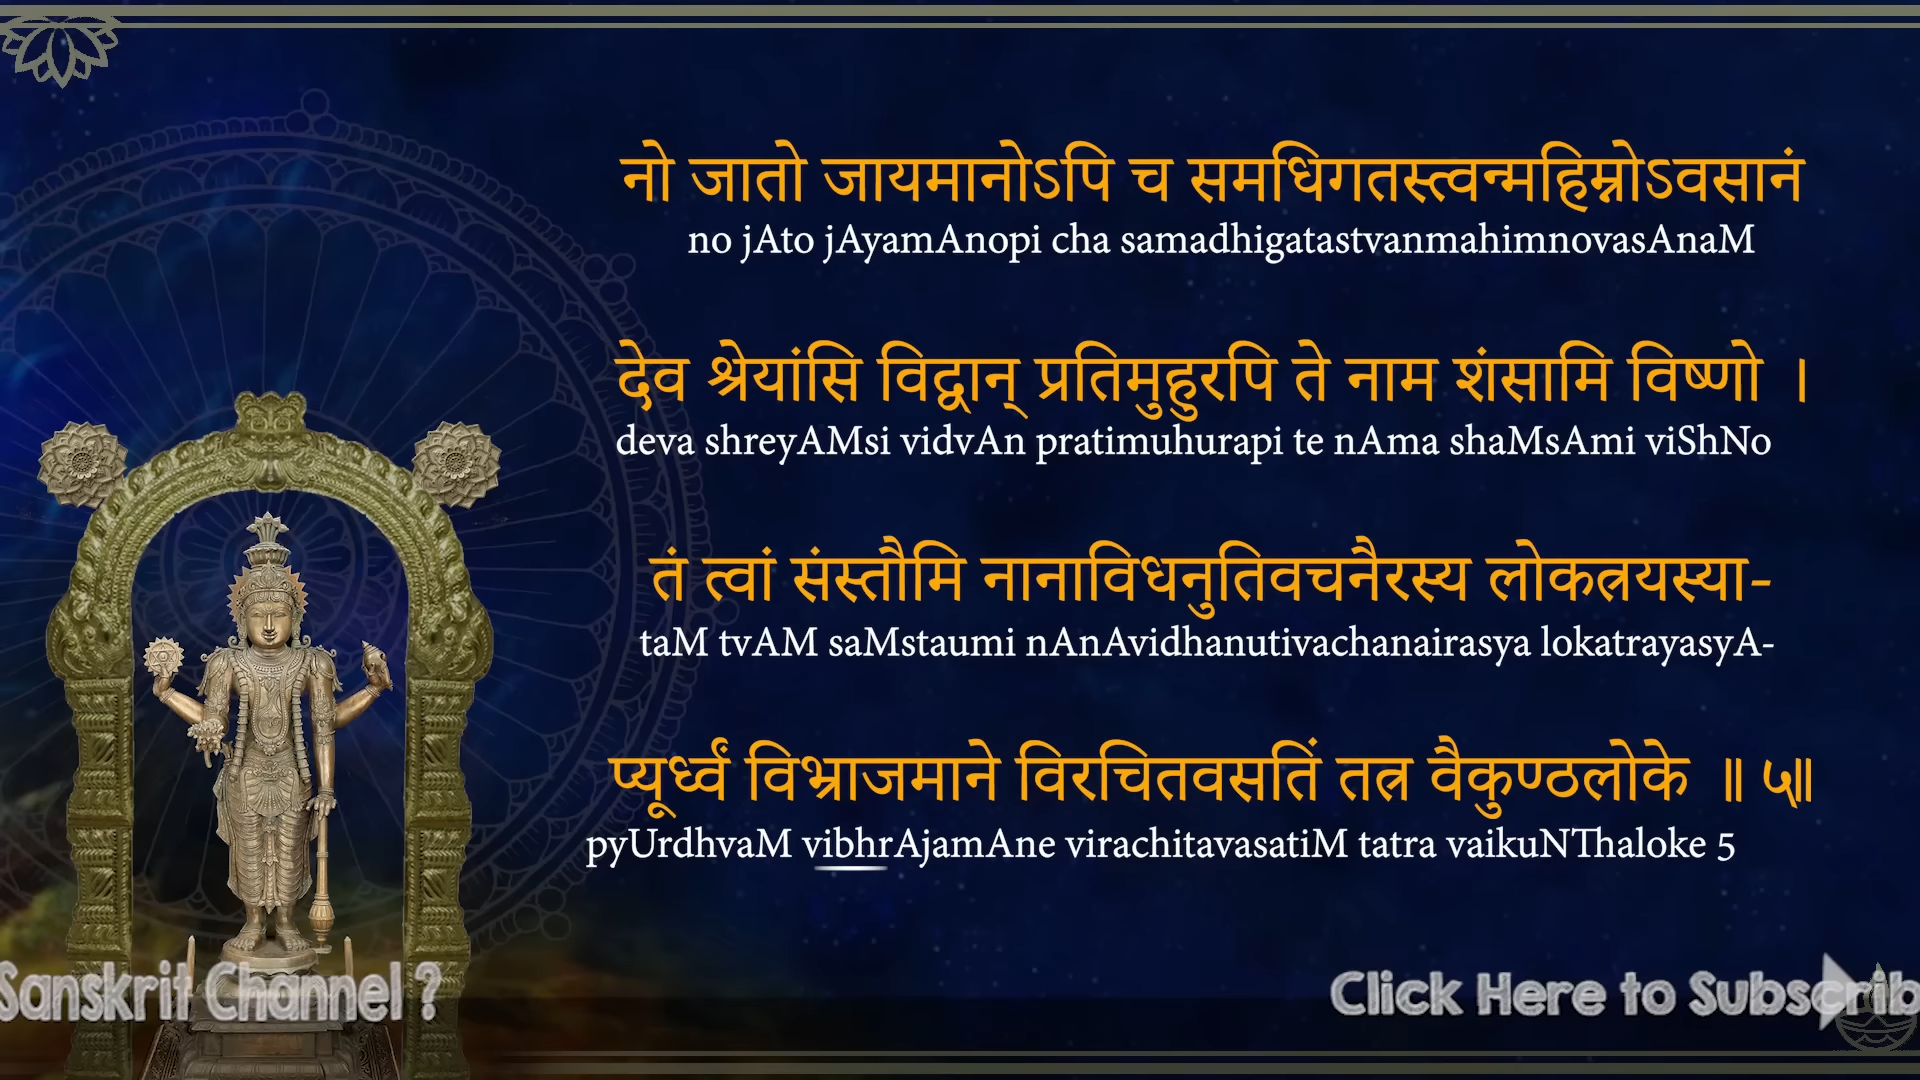 नो जातो जायमानोऽपि च समधिगतस्त्वन्महिम्नोऽवसानं
no jAto jAyamAnopi cha samadhigatastvanmahimnovasAnaM
देव श्रेयांसि विद्वान् प्रतिमुहुरपि ते नाम शंसामि विष्णो ।
deva shreyAMsi vidvAn pratimuhurapi te nAma shaMsAmi viShNo
तं त्वां संस्तौमि नानाविधनुतिवचनैरस्य लोकत्रयस्या-
taM tvAM saMstaumi nAnAvidhanutivachanairasya lokatrayasyA-
प्यूर्ध्वं विभ्राजमाने विरचितवसतिं तत्र वैकुण्ठलोके ॥ ५॥
pyUrdhvaM vibhrAjamAne virachitavasatiM tatra vaikuNThaloke 5
Sanskrit Channel ?
Click Here to Subscrib